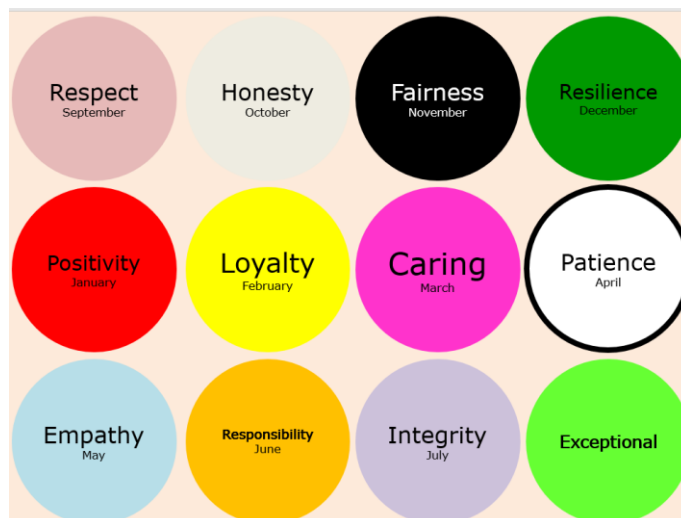 Respect
September
Honesty
October
Fairness
November
Resilience
December
Positivity
January
Loyalty
February
Caring
March
Patience
April
Empathy
May
Responsibility
June
Integrity
July
Exceptional